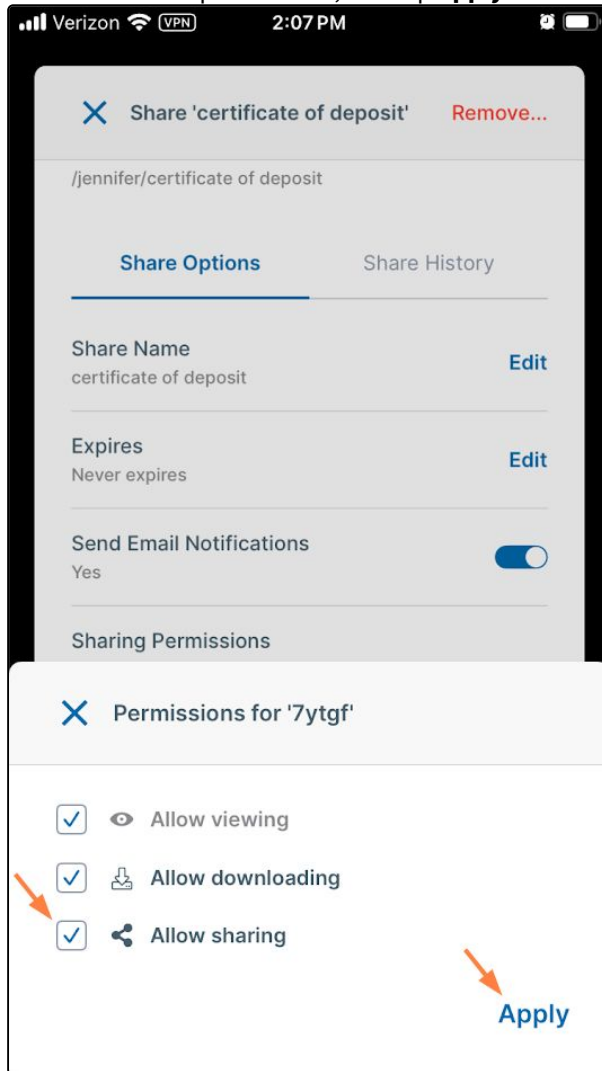 Verizon VPN 2:07 PM
Share 'certificate of deposit' Remove...
/jennifer/certificate of deposit
Share Options Share History
Share Name
certificate of deposit
Edit
Expires
Never expires
Edit
Send Email Notifications
Yes
Sharing Permissions
Permissions for '7ytgf'
Allow viewing
Allow downloading
Allow sharing
Apply